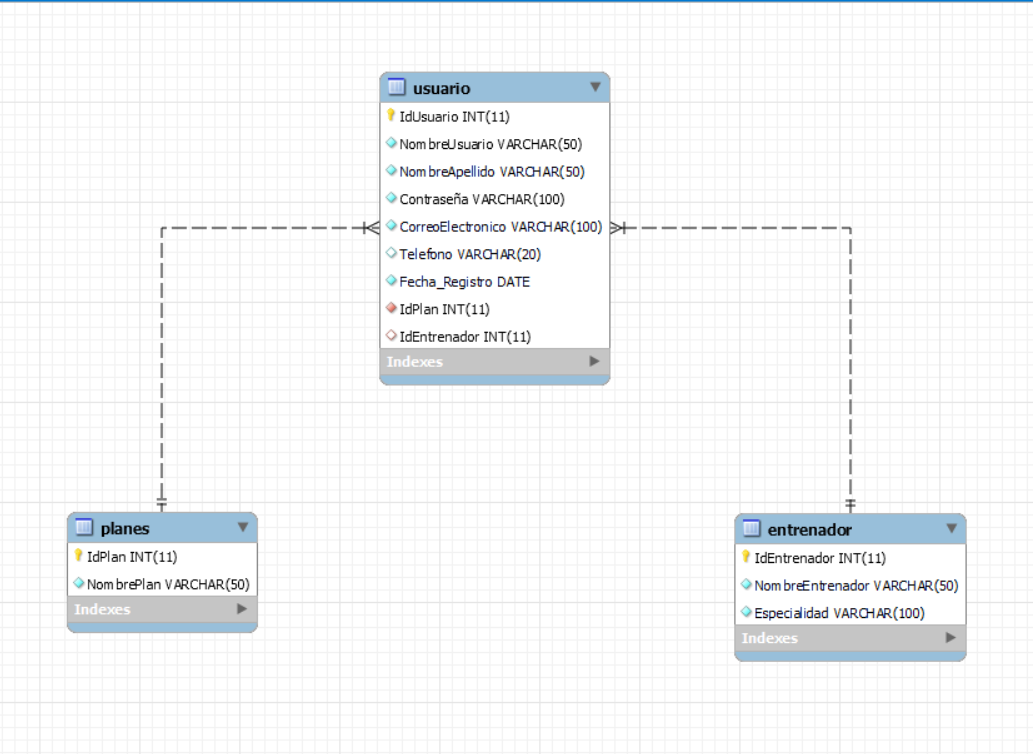 usuario
IdUsuario INT(11)
NombreUsuario VARCHAR(50)
NombreApellido VARCHAR(50)
Contraseña VARCHAR(100)
CorreoElectronico VARCHAR(100)
Telefono VARCHAR(20)
Fecha_Registro DATE
IdPlan INT(11)
IdEntrenador INT(11)
Indexes
planes
IdPlan INT(11)
NombrePlan VARCHAR(50)
Indexes
entrenador
IdEntrenador INT(11)
NombreEntrenador VARCHAR(50)
Especialidad VARCHAR(100)
Indexes